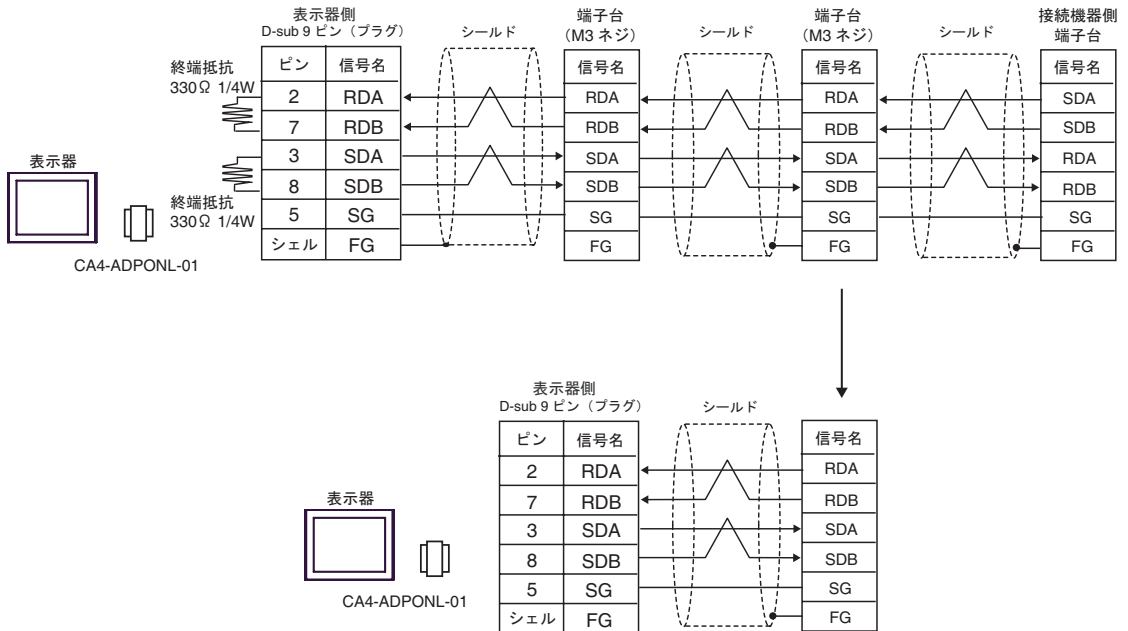 表示器側
D-sub 9 ピン（プラグ）
シールド
端子台
（M3 ネジ）
シールド
端子台
（M3 ネジ）
シールド
接続機器側
端子台
終端抵抗
330Ω 1/4W
ピン 信号名
2 RDA
7 RDB
3 SDA
8 SDB
5 SG
シェル FG
信号名
RDA
RDB
SDA
SDB
SG
FG
信号名
RDA
RDB
SDA
SDB
SG
FG
信号名
SDA
SDB
RDA
RDB
SG
FG
表示器
終端抵抗
330Ω 1/4W
CA4-ADPONL-01
表示器側
D-sub 9 ピン（プラグ）
シールド
ピン 信号名
2 RDA
7 RDB
3 SDA
8 SDB
5 SG
シェル FG
信号名
RDA
RDB
SDA
SDB
SG
FG
表示器
CA4-ADPONL-01